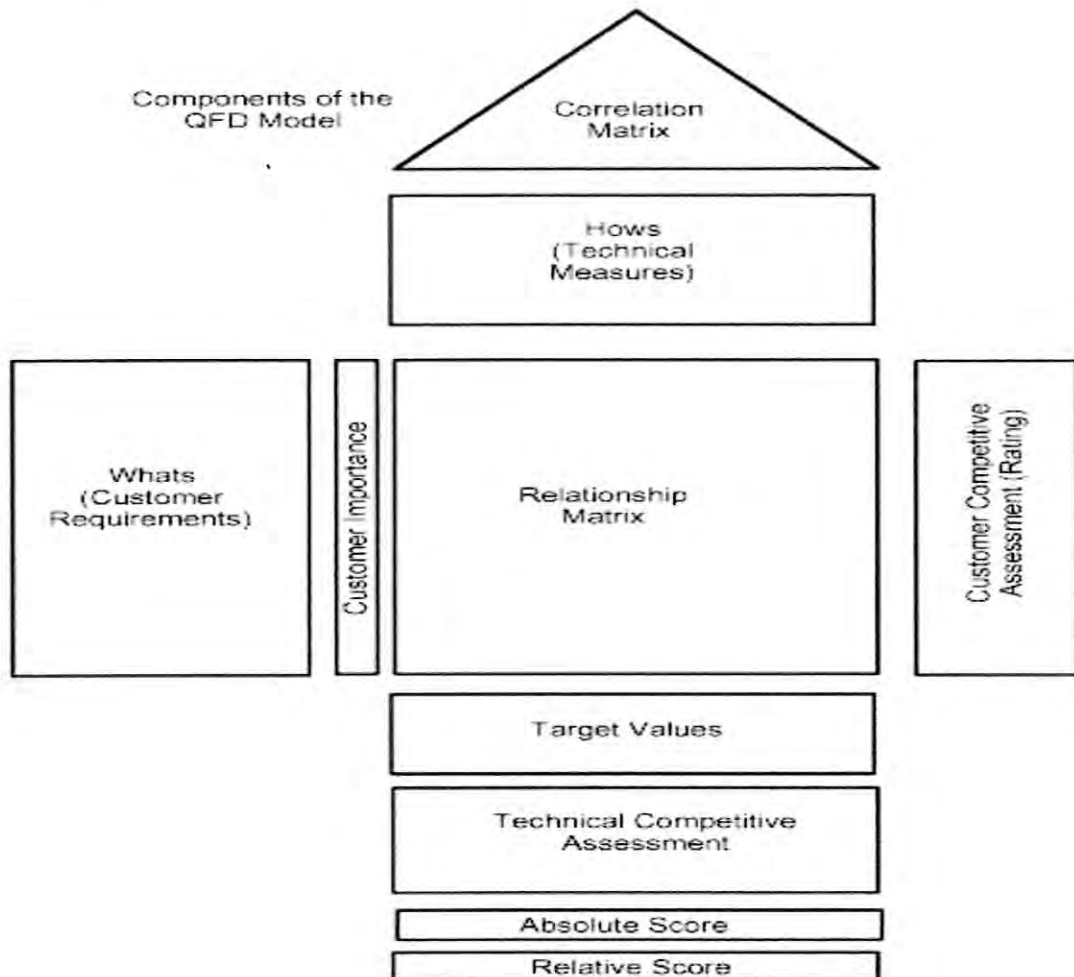 Components of the
QFD Model
Correlation
Matrix
Hows
(Technical
Measures)
Whats
(Customer
Requirements)
Customer Importance
Relationship
Matrix
Customer Competitive
Assessment (Rating)
Target Values
Technical Competitive
Assessment
Absolute Score
Relative Score